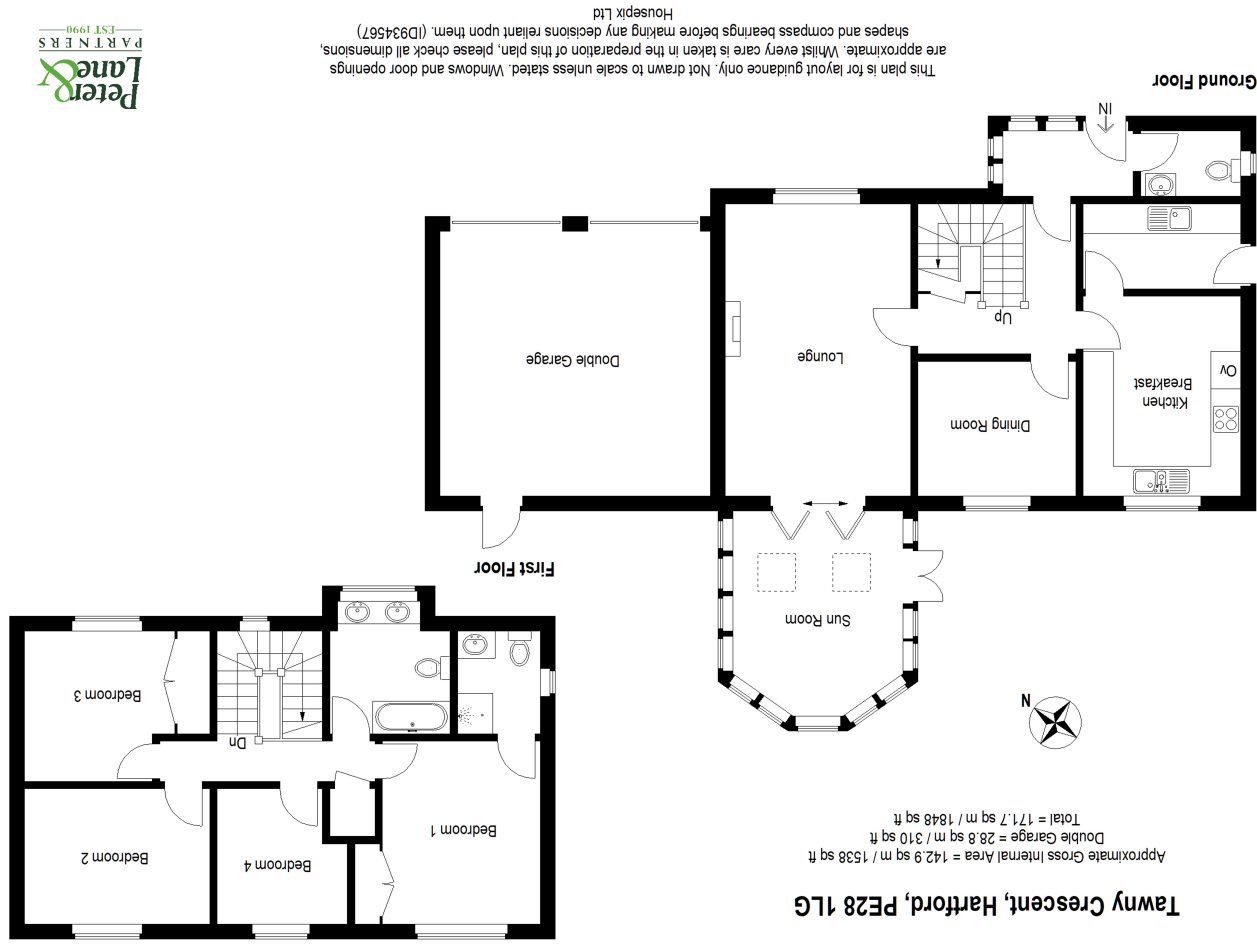 Tawny Crescent, Hartford, PE28 1LG
Approximate Gross Internal Area = 142.9 sq m / 1538 sq ft
Double Garage = 28.8 sq m / 310 sq ft
Total = 171.7 sq m / 1848 sq ft
N
Bedroom 1
Bedroom 4
Bedroom 2
Dn
Bedroom 3
First Floor
Sun Room
Kitchen
Breakfast
Ov
Dining Room
Lounge
Double Garage
Up
IN
Ground Floor
This plan is for layout guidance only. Not drawn to scale unless stated. Windows and door openings
are approximate. Whilst every care is taken in the preparation of this plan, please check all dimensions,
shapes and compass bearings before making any decisions reliant upon them. (ID934567)
Housepix Ltd
Peter
&
Lane
PARTNERS
EST 1990